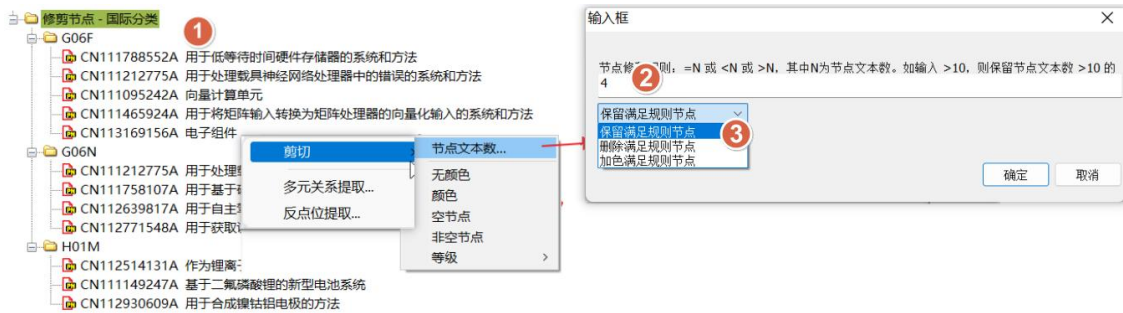 修剪节点 - 国际分类
1
G06F
CN111788552A 用于低等待时间硬件存储器的系统和方法
CN111212775A 用于处理载具神经网络处理器中的错误的系统和方法
CN111095242A 向量计算单元
CN111465924A 用于将矩阵输入转换为矩阵处理器的向量化输入的系统和方法
CN113169156A 电子组件
G06N
CN111212775A 用于处理
CN111758107A 用于基于
CN112639817A 用于自主
CN112771548A 用于获取
H01M
CN112514131A 作为锂离子
CN111149247A 基于二氟磷酸锂的新型电池系统
CN112930609A 用于合成镍钴铝电极的方法
剪切
多元关系提取...
反点位提取...
节点文本数...
无颜色
颜色
空节点
非空节点
等级
输入框
节点修 规则: =N 或 <N 或 >N, 其中N为节点文本数。如输入 >10, 则保留节点文本数 >10 的
2
4
保留满足规则节点
保留满足规则节点
3
删除满足规则节点
加色满足规则节点
确定
取消